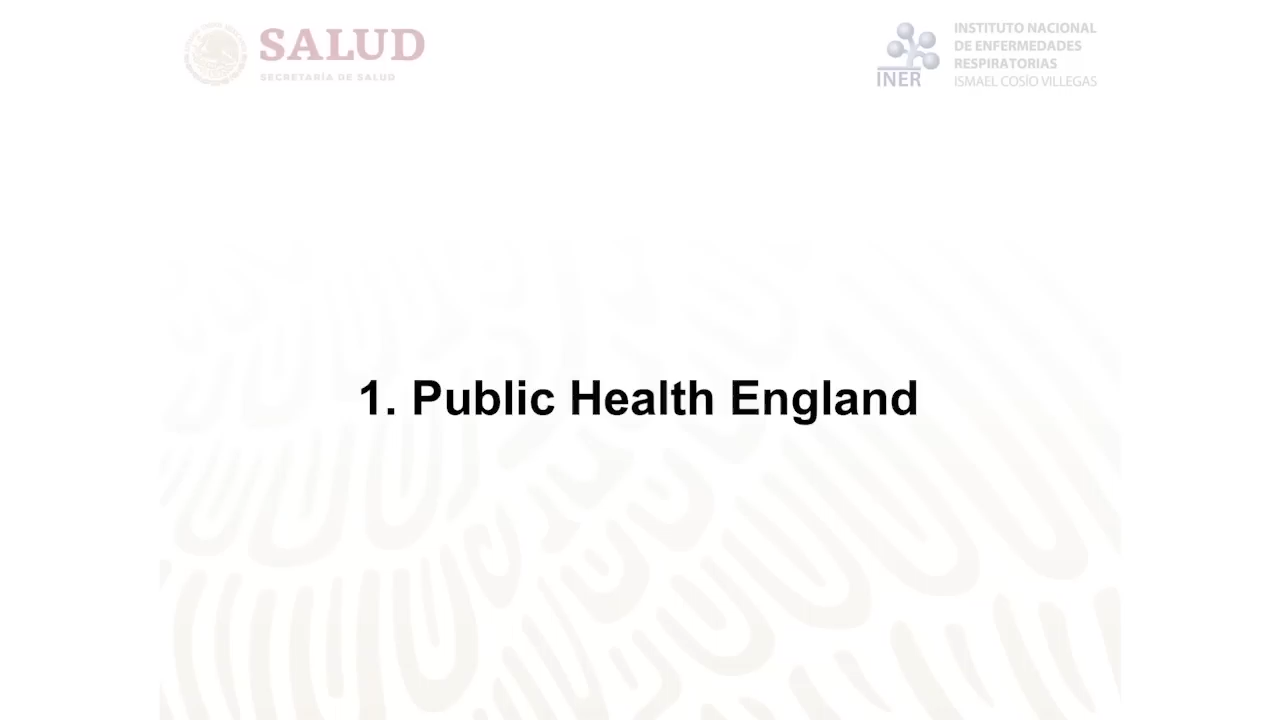 SALUD
SECRETARÍA DE SALUD
INER
INSTITUTO NACIONAL
DE ENFERMEDADES
RESPIRATORIAS
ISMAEL COSÍO VILLEGAS
1. Public Health England